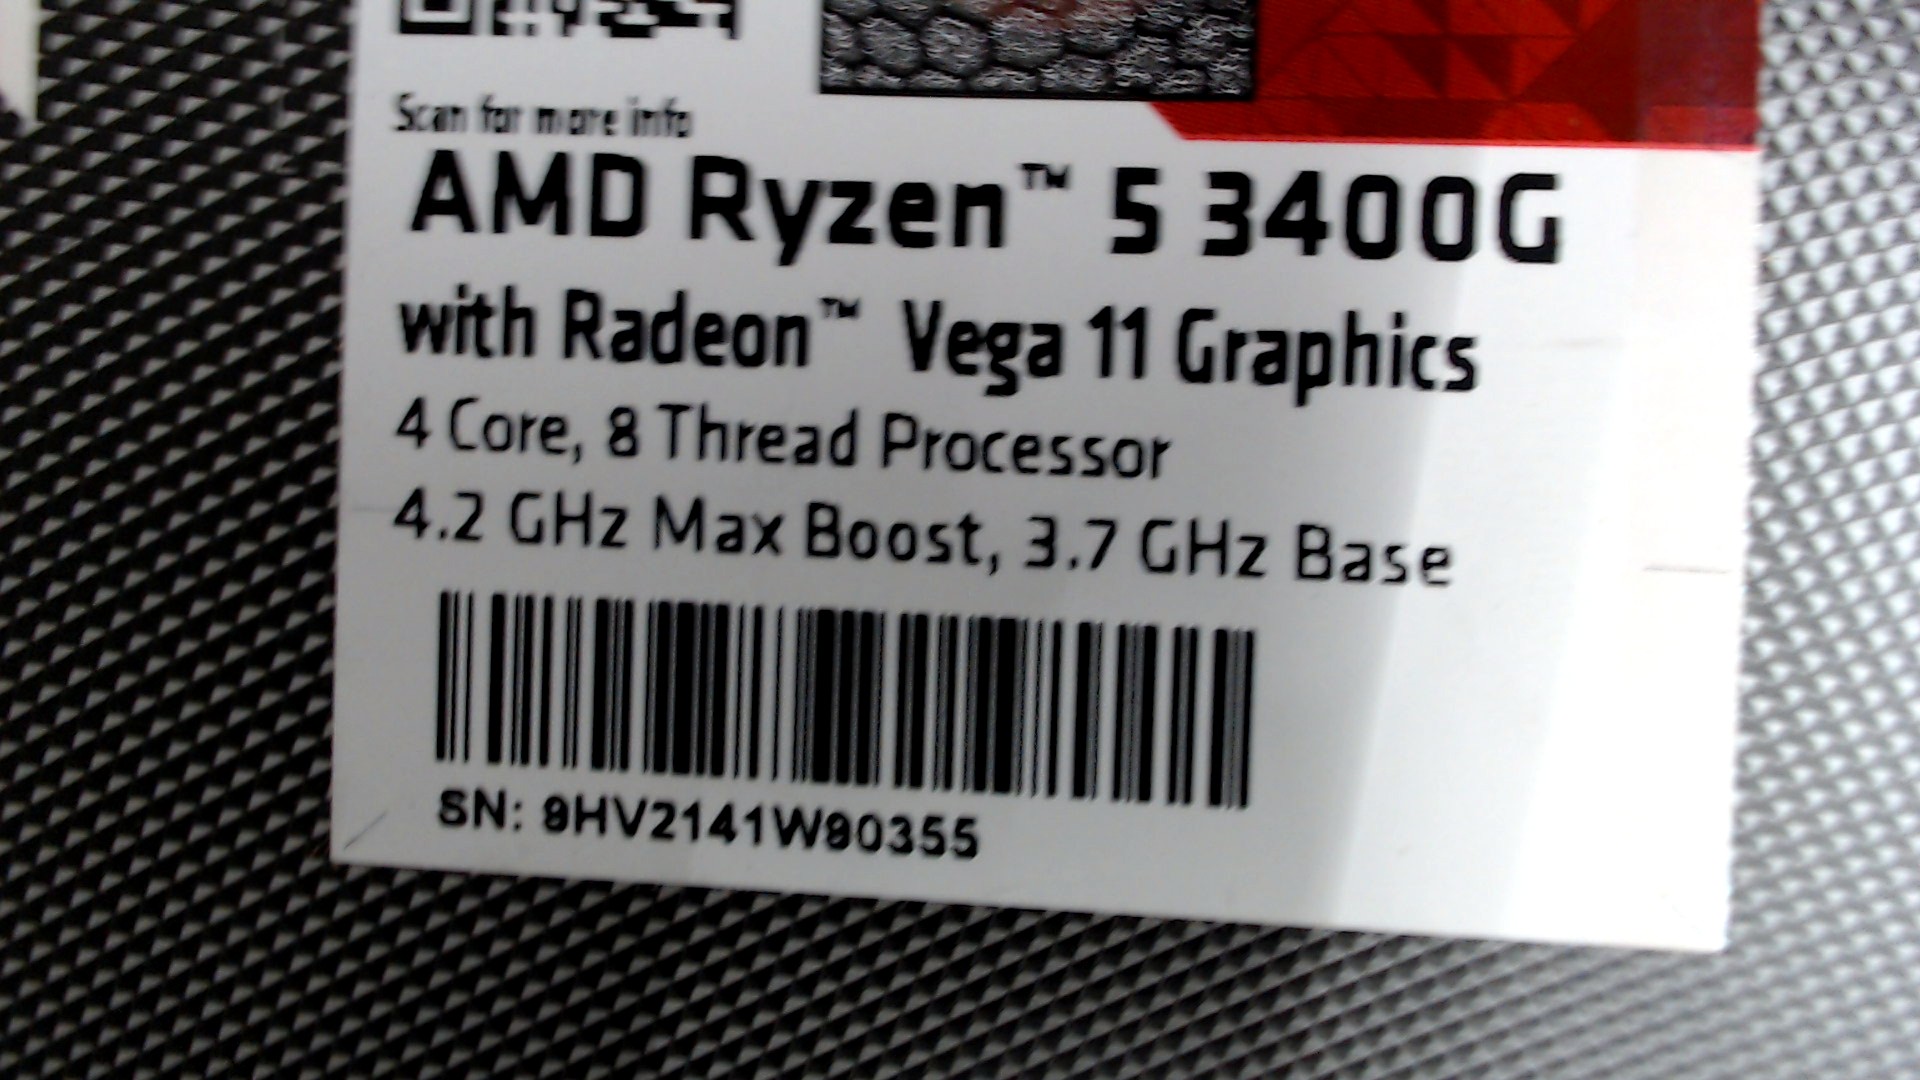 Scan for more info
AMD Ryzen™ 5 3400G
with Radeon™ Vega 11 Graphics
4 Core, 8 Thread Processor
4.2 GHz Max Boost, 3.7 GHz Base
SN: 9HV2141W90355